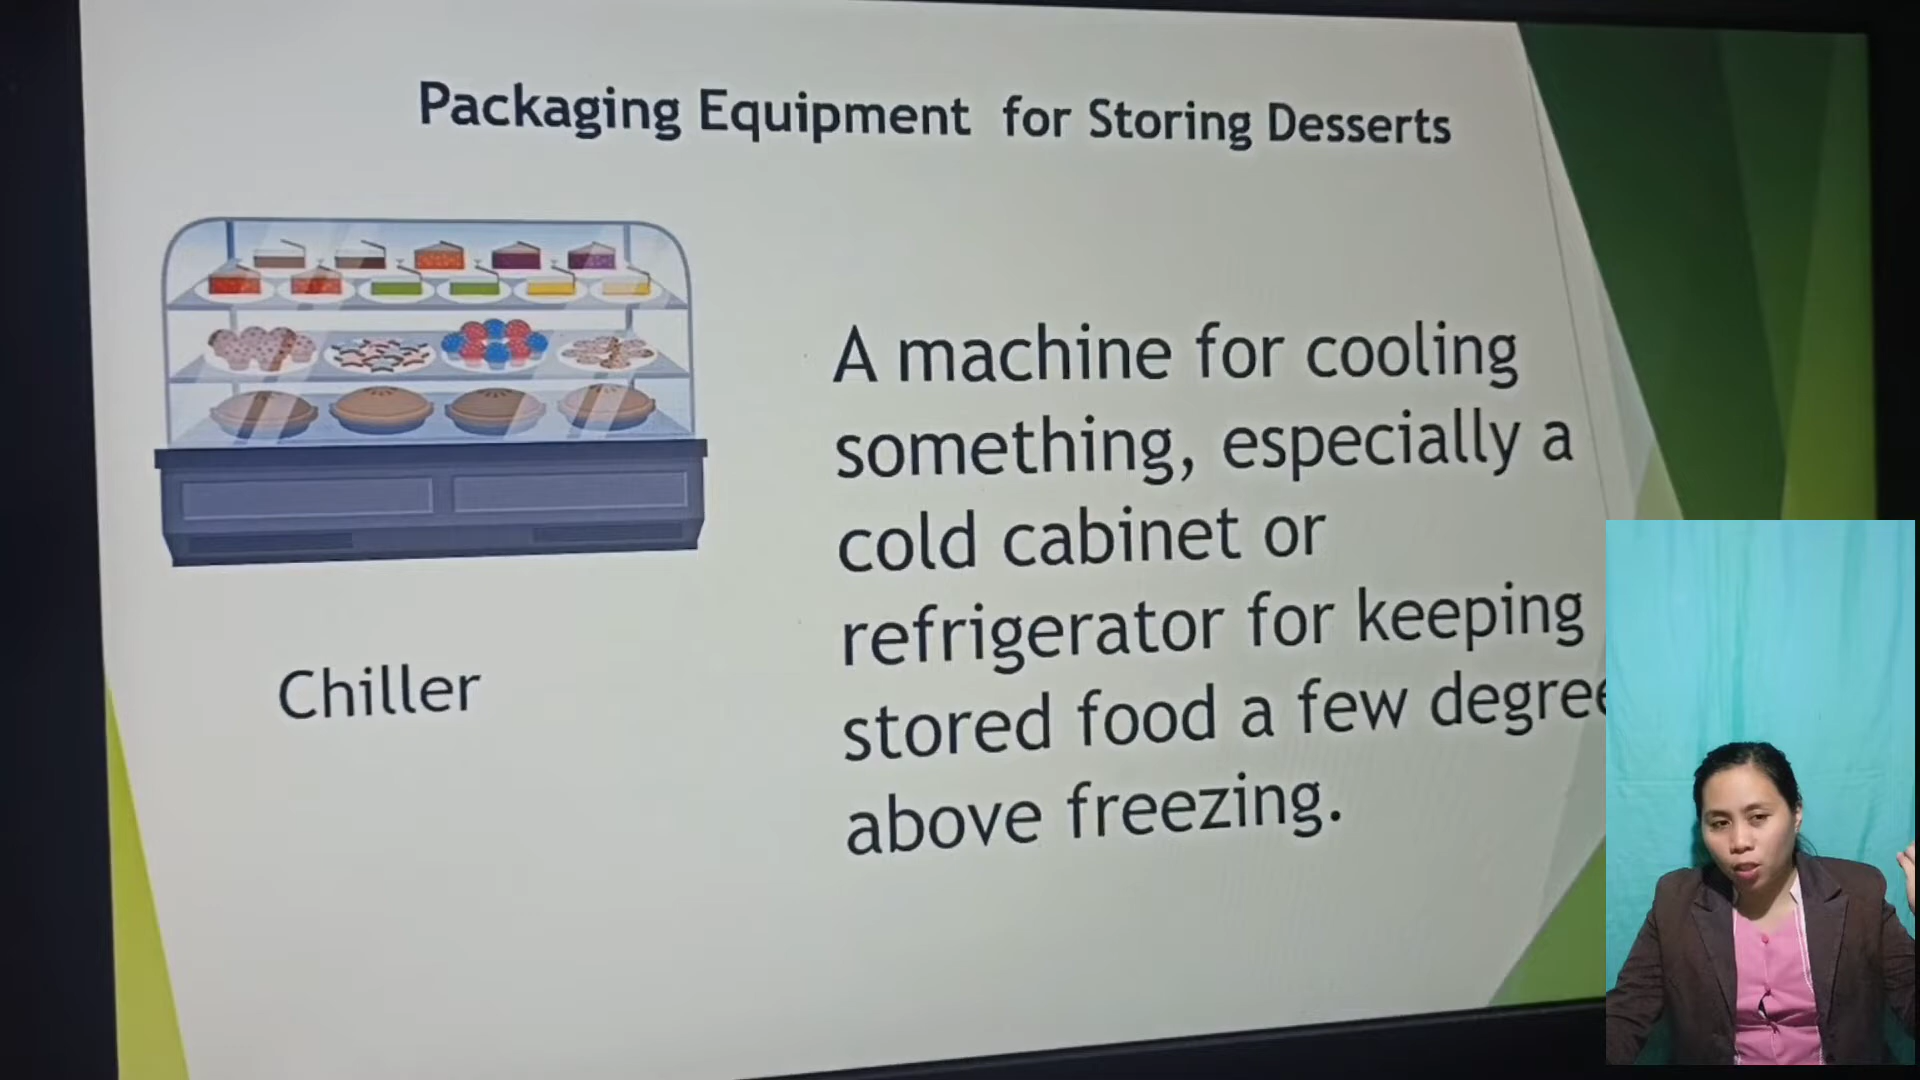 Packaging Equipment for Storing Desserts
A machine for cooling
something, especially a
cold cabinet or
refrigerator for keeping
stored food a few degree
above freezing.
Chiller